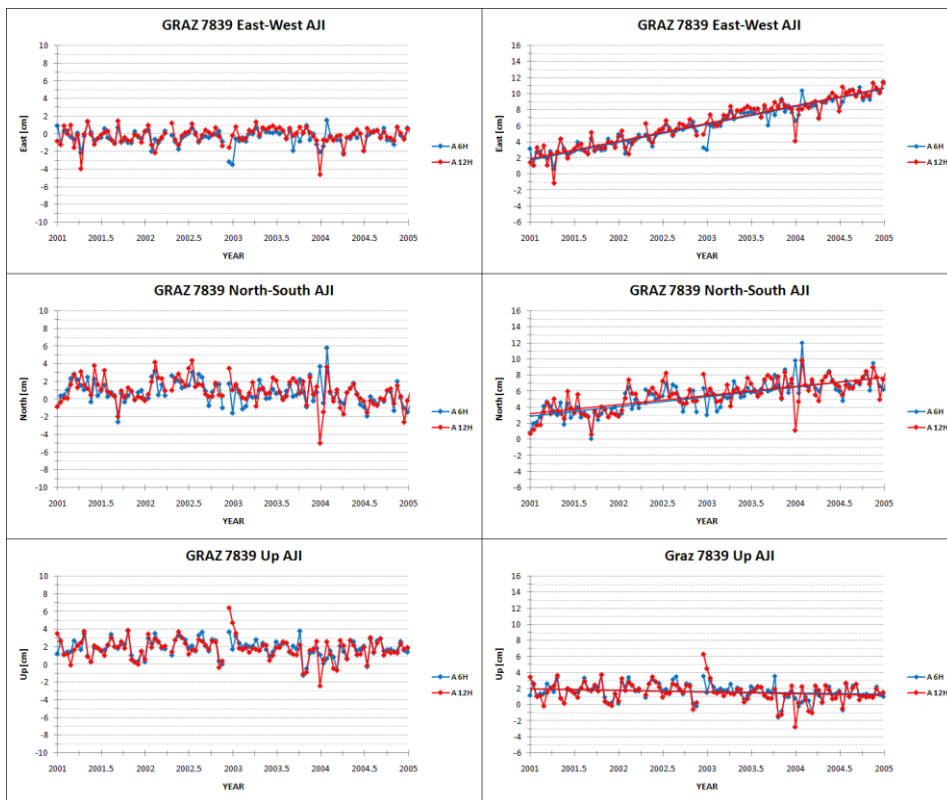 GRAZ 7839 East-West AJI
East [cm]
10
8
6
4
2
0
-2
-4
-6
-8
-10
2001 2001.5 2002 2002.5 2003 2003.5 2004 2004.5 2005
YEAR
A 6H
A 12H
GRAZ 7839 East-West AJI
East [cm]
16
14
12
10
8
6
4
2
0
-2
-4
-6
2001 2001.5 2002 2002.5 2003 2003.5 2004 2004.5 2005
YEAR
A 6H
A 12H
GRAZ 7839 North-South AJI
North [cm]
10
8
6
4
2
0
-2
-4
-6
-8
-10
2001 2001.5 2002 2002.5 2003 2003.5 2004 2004.5 2005
YEAR
A 6H
A 12H
GRAZ 7839 North-South AJI
North [cm]
16
14
12
10
8
6
4
2
0
-2
-4
-6
2001 2001.5 2002 2002.5 2003 2003.5 2004 2004.5 2005
YEAR
A 6H
A 12H
GRAZ 7839 Up AJI
Up [cm]
10
8
6
4
2
0
-2
-4
-6
-8
-10
2001 2001.5 2002 2002.5 2003 2003.5 2004 2004.5 2005
YEAR
A 6H
A 12H
Graz 7839 Up AJI
Up [cm]
16
14
12
10
8
6
4
2
0
-2
-4
-6
2001 2001.5 2002 2002.5 2003 2003.5 2004 2004.5 2005
YEAR
A 6H
A 12H